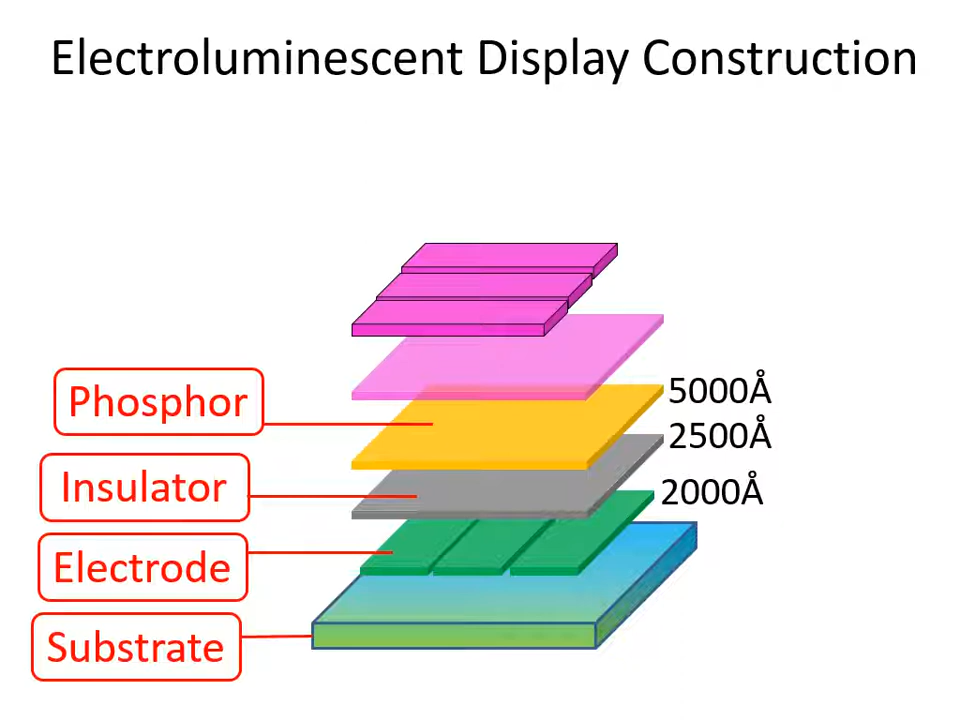 Electroluminescent Display Construction
Phosphor
5000Å
2500Å
Insulator
2000Å
Electrode
Substrate